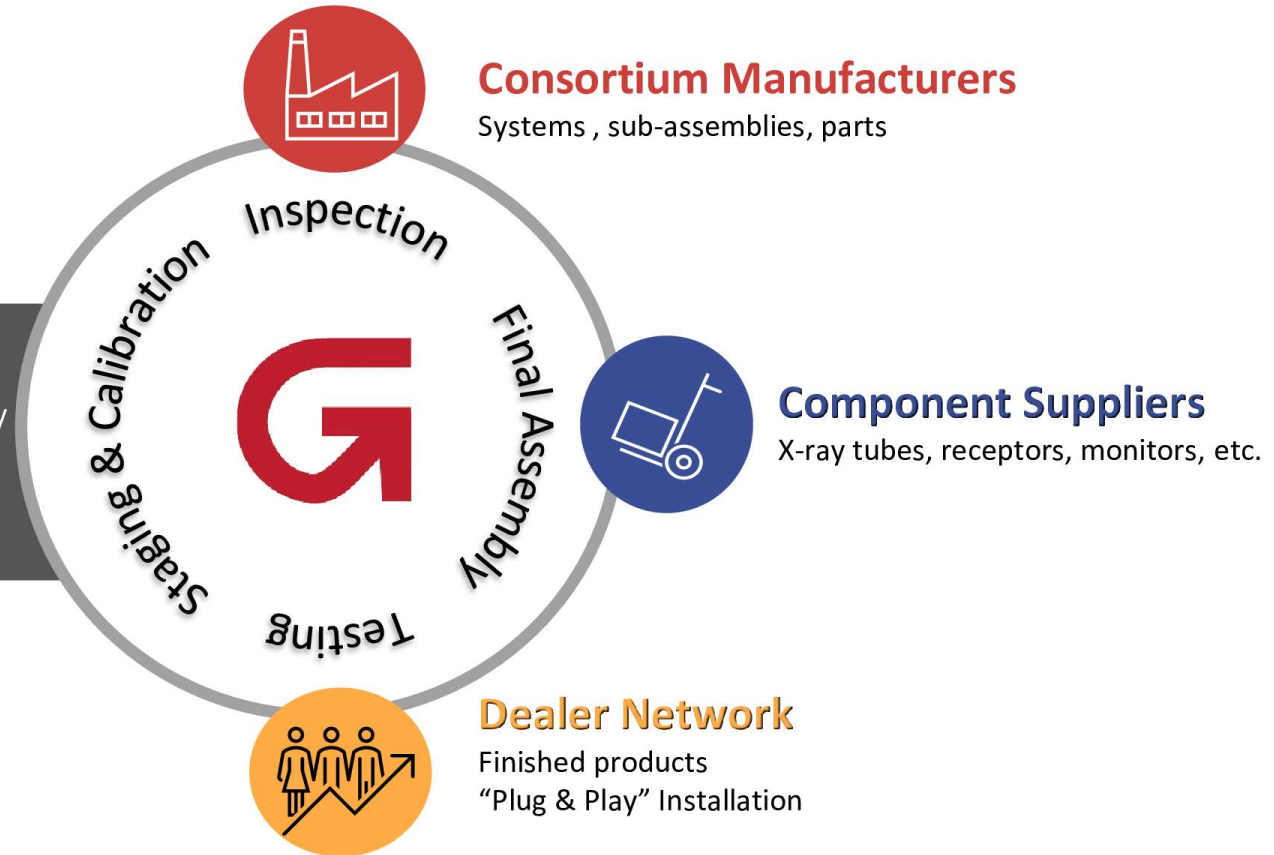 Consortium Manufacturers
Systems , sub-assemblies, parts
Inspection
Final Assembly
Testing
Staging & Calibration
Component Suppliers
X-ray tubes, receptors, monitors, etc.
Dealer Network
Finished products
“Plug & Play” Installation